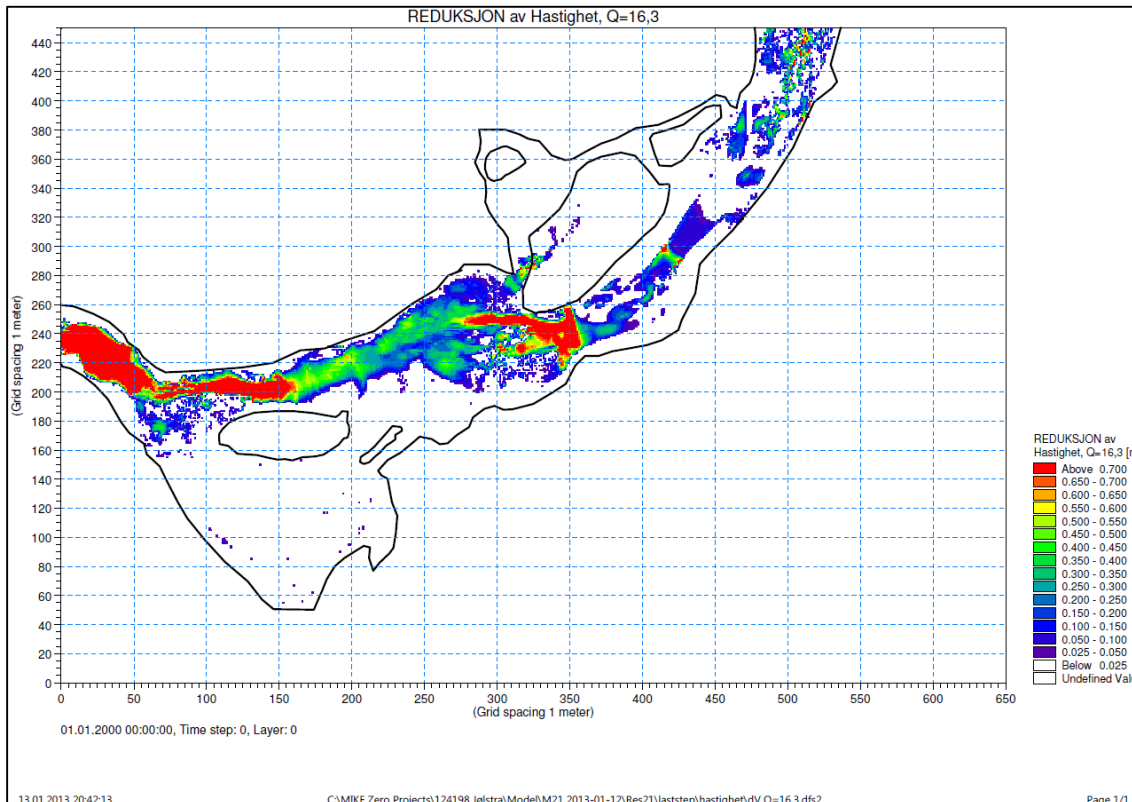 REDUKSJON av Hastighet, Q=16,3
440
420
400
380
360
340
320
300
280
260
240
220
200
180
160
140
120
100
80
60
40
20
0
(Grid spacing 1 meter)
0 50 100 150 200 250 300 350 400 450 500 550 600 650
(Grid spacing 1 meter)
REDUKSJON av
Hastighet, Q=16,3 [m
Above 0.700
0.650 - 0.700
0.600 - 0.650
0.550 - 0.600
0.500 - 0.550
0.450 - 0.500
0.400 - 0.450
0.350 - 0.400
0.300 - 0.350
0.250 - 0.300
0.200 - 0.250
0.150 - 0.200
0.100 - 0.150
0.050 - 0.100
0.025 - 0.050
Below 0.025
Undefined Valu
01.01.2000 00:00:00, Time step: 0, Layer: 0
13.01.2013 20:42:13 C:\MIKE Zero Projects\124198 Jølstra\Model\M21 2013-01-12\Res21\laststep\hastighet\dV Q=16.3.dfs2 Page 1/1